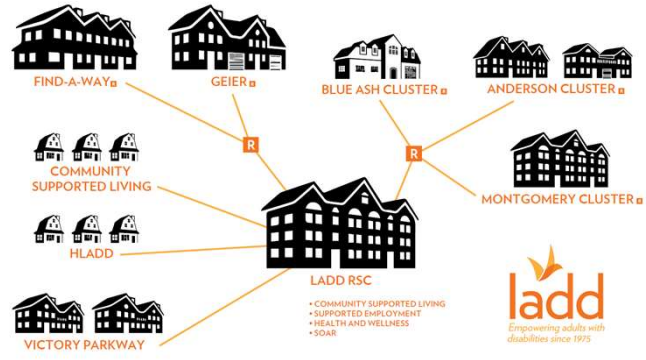 FIND-A-WAY
GEIER
BLUE ASH CLUSTER
ANDERSON CLUSTER
R
R
COMMUNITY
SUPPORTED LIVING
MONTGOMERY CLUSTER
HLADD
LADD RSC
• COMMUNITY SUPPORTED LIVING
• SUPPORTED EMPLOYMENT
• HEALTH AND WELLNESS
• SOAR
VICTORY PARKWAY
ladd
Empowering adults with
disabilities since 1975